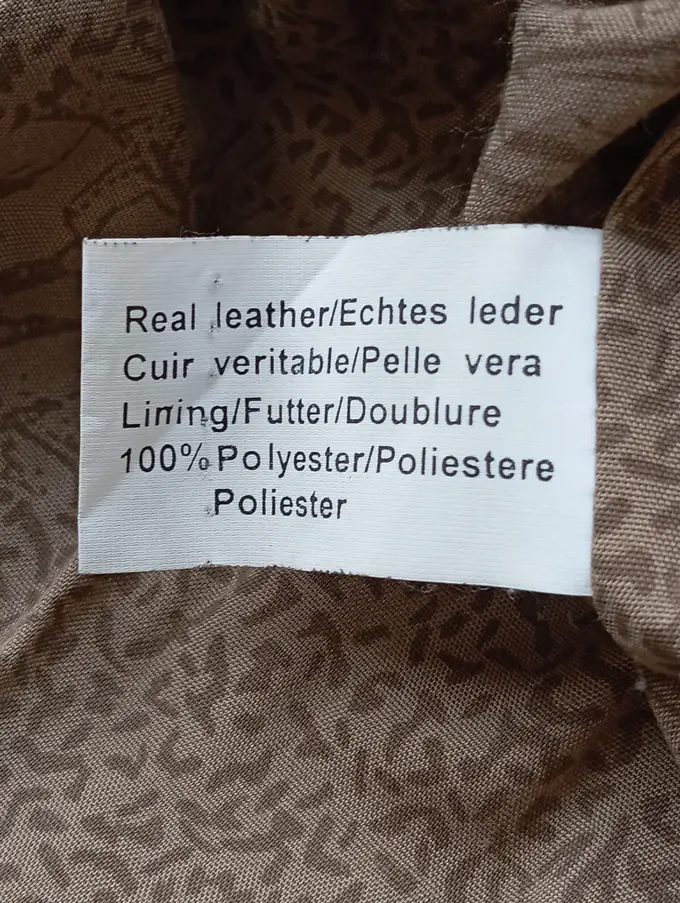 Real leather/Echtes leder
Cuir veritable/Pelle vera
Lining/Futter/Doublure
100% Polyester/Poliestere
Poliester